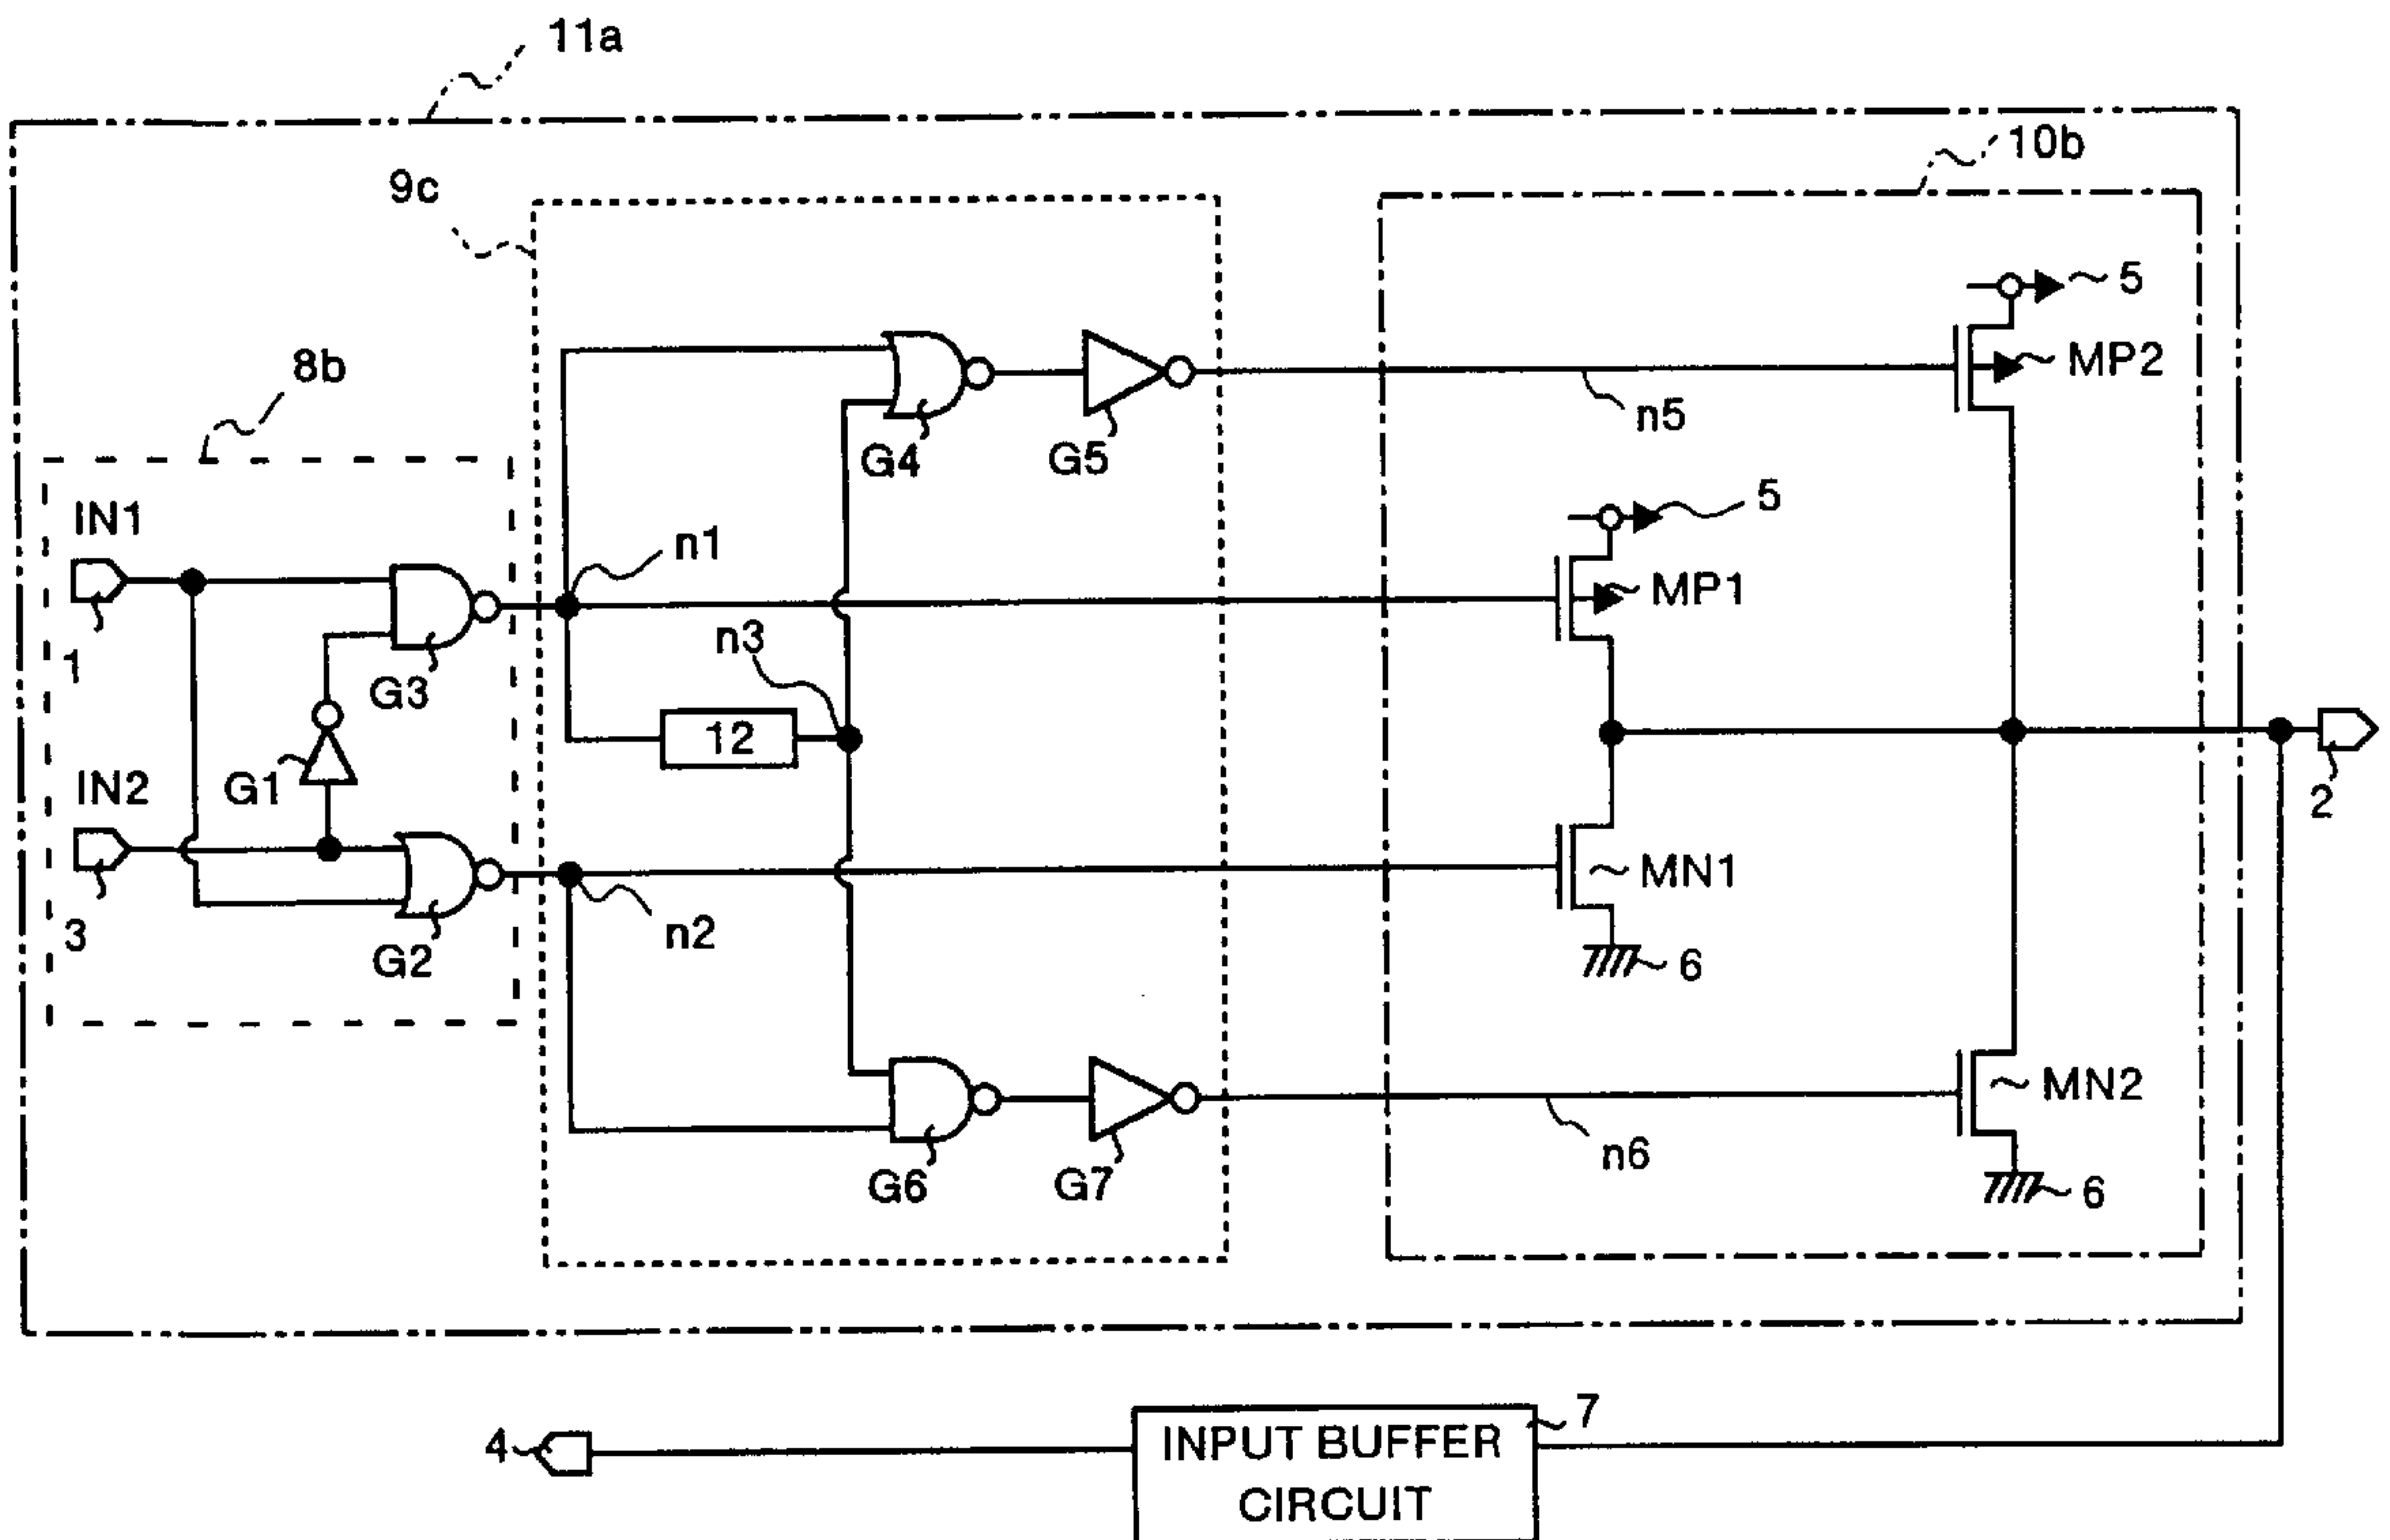 11a
10b
9c
5
MP2
8b
n5
G4
G5
5
IN1
n1
MP1
n3
1
G3
12
IN2
G1
2
MN1
3
n2
G2
6
MN2
n6
G6
G7
6
7
4
INPUT BUFFER
CIRCUIT